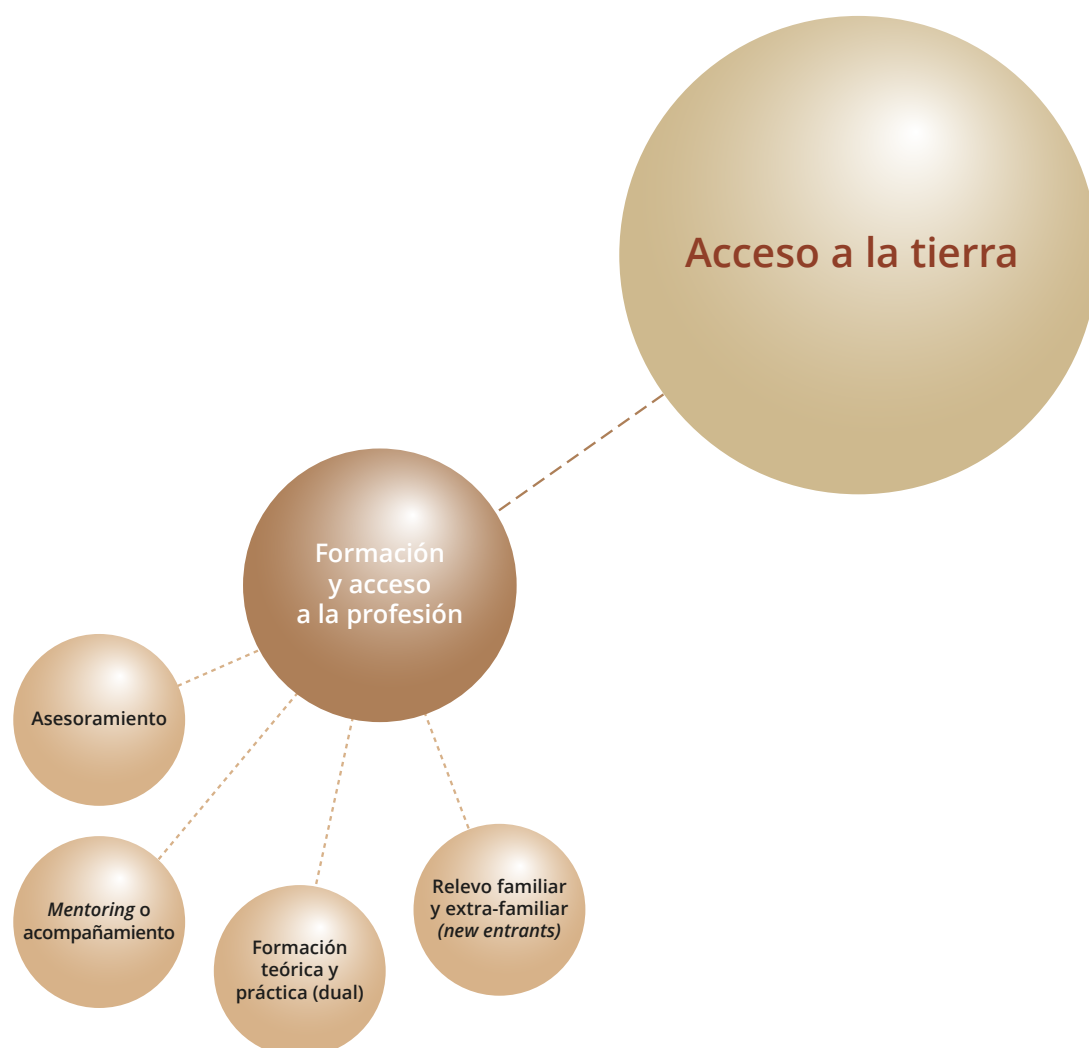 Acceso a la tierra
Formación
y acceso
a la profesión
Asesoramiento
Mentoring o
acompañamiento
Formación
teórica y
práctica (dual)
Relevo familiar
y extra-familiar
(new entrants)